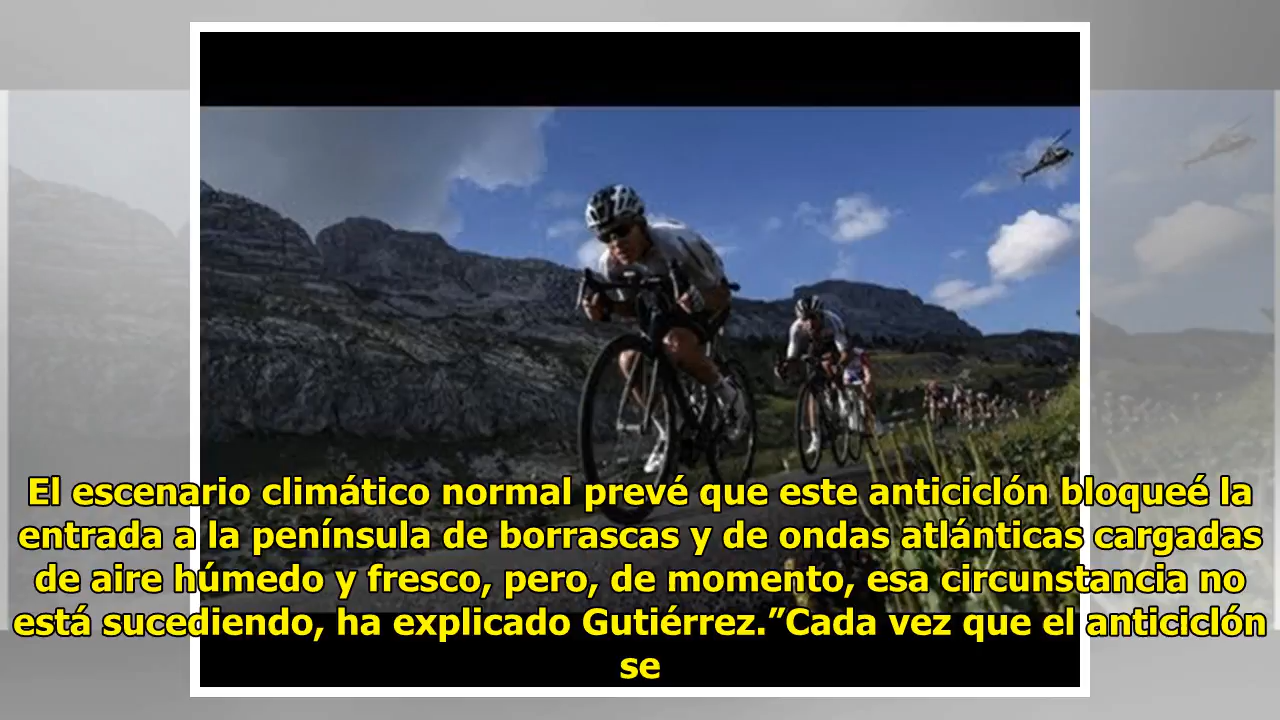 El escenario climático normal prevé que este anticiclón bloqueé la
entrada a la península de borrascas y de ondas atlánticas cargadas
de aire húmedo y fresco, pero, de momento, esa circunstancia no
está sucediendo, ha explicado Gutiérrez.”Cada vez que el anticiclón
se